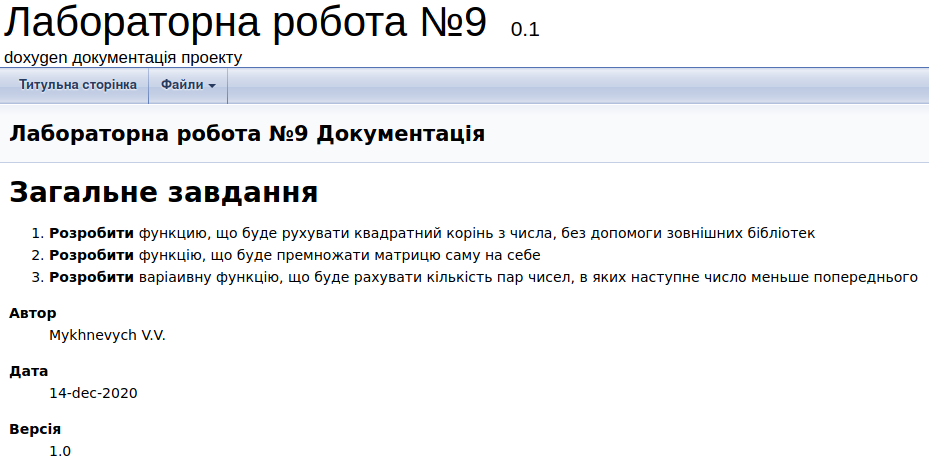 Лабораторна робота №9 0.1
doxygen документація проекту
Титульна сторінка Файли
Лабораторна робота №9 Документація
Загальне завдання
1. Розробити функцию, що буде рухувати квадратний корінь з числа, без допомоги зовнішних бібліотек
2. Розробити функцію, що буде премножати матрицю саму на себе
3. Розробити варіаивну функцію, що буде рахувати кількість пар чисел, в яких наступне число меньше попереднього
Автор
Mykhnevych V.V.
Дата
14-dec-2020
Версія
1.0